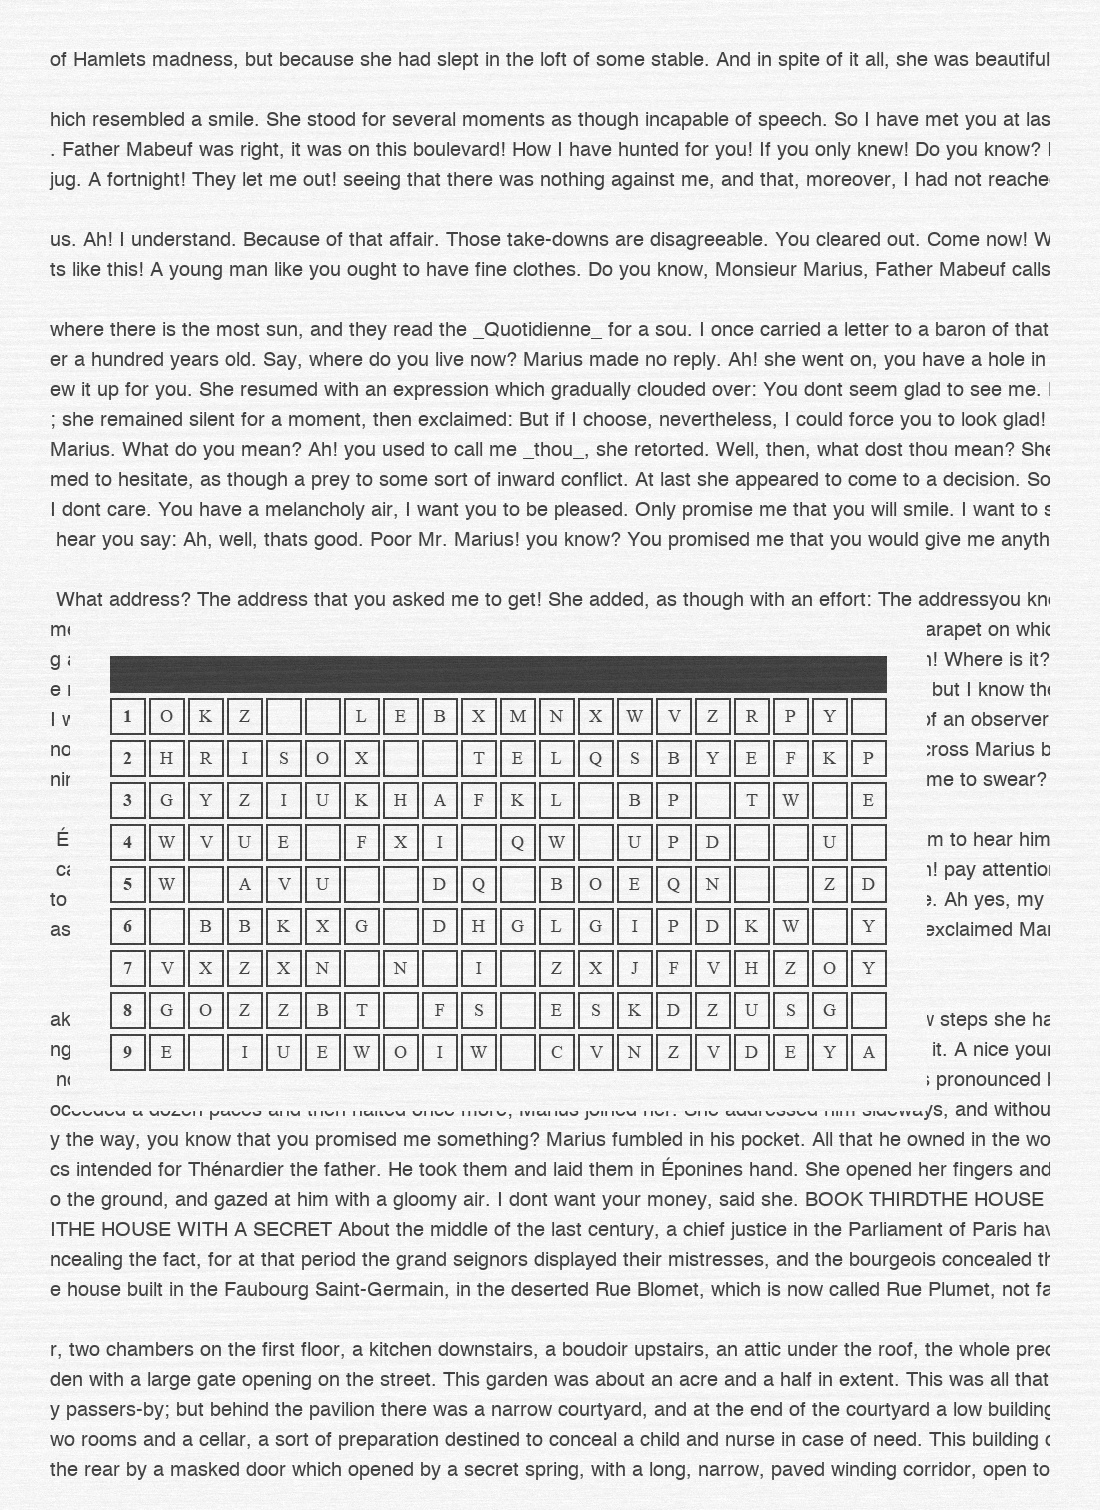 of Hamlets madness, but because she had slept in the loft of some stable. And in spite of it all, she was beautiful
hich resembled a smile. She stood for several moments as though incapable of speech. So I have met you at las
. Father Mabeuf was right, it was on this boulevard! How I have hunted for you! If you only knew! Do you know?
jug. A fortnight! They let me out! seeing that there was nothing against me, and that, moreover, I had not reache
us. Ah! I understand. Because of that affair. Those take-downs are disagreeable. You cleared out. Come now! W
ts like this! A young man like you ought to have fine clothes. Do you know, Monsieur Marius, Father Mabeuf calls
where there is the most sun, and they read the _Quotidienne_ for a sou. I once carried a letter to a baron of that
er a hundred years old. Say, where do you live now? Marius made no reply. Ah! she went on, you have a hole in
ew it up for you. She resumed with an expression which gradually clouded over: You dont seem glad to see me.
; she remained silent for a moment, then exclaimed: But if I choose, nevertheless, I could force you to look glad!
Marius. What do you mean? Ah! you used to call me _thou_, she retorted. Well, then, what dost thou mean? She
med to hesitate, as though a prey to some sort of inward conflict. At last she appeared to come to a decision. So
I dont care. You have a melancholy air, I want you to be pleased. Only promise me that you will smile. I want to s
hear you say: Ah, well, thats good. Poor Mr. Marius! you know? You promised me that you would give me anyth
What address? The address that you asked me to get! She added, as though with an effort: The addressyou kn
me arapet on whic
g ! Where is it?
e but I know the
I of an observer
no cross Marius b
nin me to swear?
É m to hear him
ca ! pay attention
to . Ah yes, my
as exclaimed Mar
ak steps she ha
ng it. A nice your
no pronounced
1 O K Z L E B X M N X W V Z R P Y
2 H R I S O X T E L Q S B Y E F K P
3 G Y Z I U K H A F K L B P T W E
4 W V U E F X I Q W U P D U
5 W A V U D Q B O E Q N Z D
6 B B K X G D H G L G I P D K W Y
7 V X Z X N N I Z X J F V H Z O Y
8 G O Z Z B T F S E S K D Z U S G
9 E I U E W O I W C V N Z V D E Y A
oceeded a dozen paces and then halted once more; Marius joined her. She addressed him sideways, and withou
y the way, you know that you promised me something? Marius fumbled in his pocket. All that he owned in the wo
cs intended for Thénardier the father. He took them and laid them in Éponines hand. She opened her fingers and
o the ground, and gazed at him with a gloomy air. I dont want your money, said she. BOOK THIRDTHE HOUSE
ITHE HOUSE WITH A SECRET About the middle of the last century, a chief justice in the Parliament of Paris hav
ncealing the fact, for at that period the grand seignors displayed their mistresses, and the bourgeois concealed th
e house built in the Faubourg Saint-Germain, in the deserted Rue Blomet, which is now called Rue Plumet, not fa
r, two chambers on the first floor, a kitchen downstairs, a boudoir upstairs, an attic under the roof, the whole prec
den with a large gate opening on the street. This garden was about an acre and a half in extent. This was all that
y passers-by; but behind the pavilion there was a narrow courtyard, and at the end of the courtyard a low building
wo rooms and a cellar, a sort of preparation destined to conceal a child and nurse in case of need. This building
the rear by a masked door which opened by a secret spring, with a long, narrow, paved winding corridor, open to